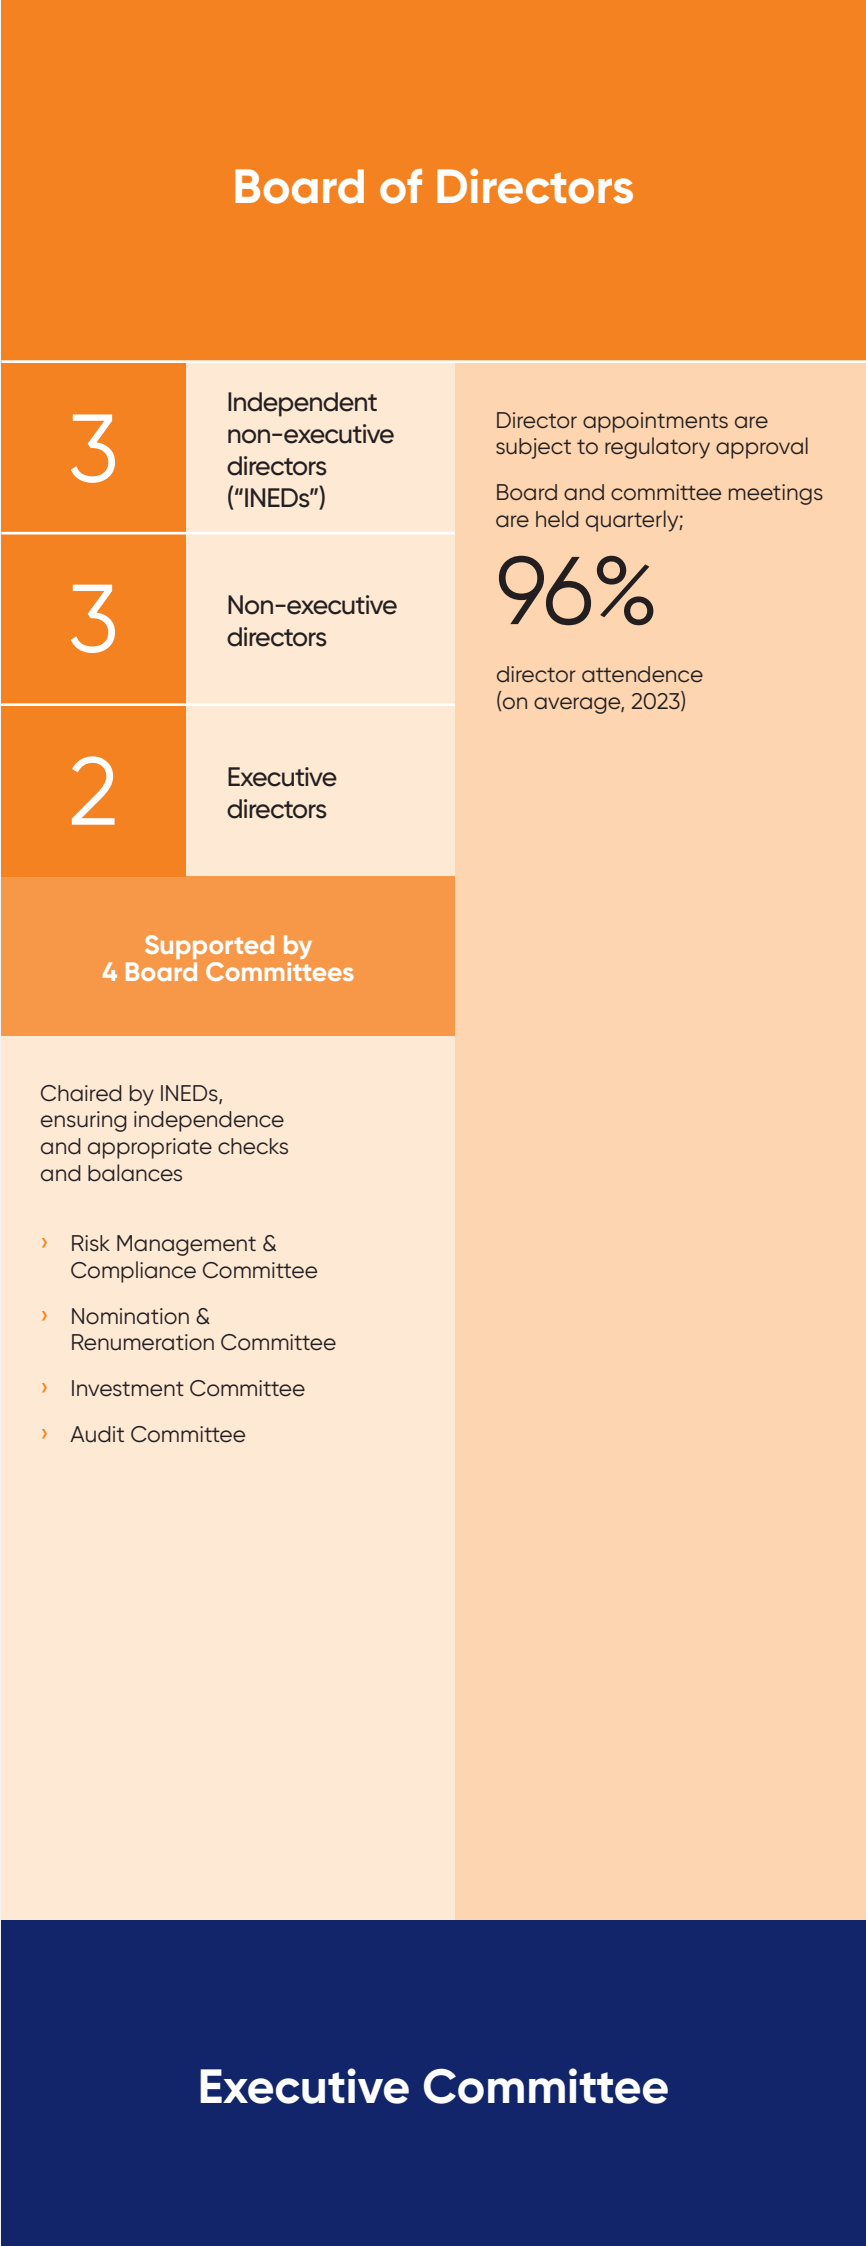 Board of Directors
3
Independent
non-executive
directors
(“INEDs”)
3
Non-executive
directors
2
Executive
directors
Director appointments are
subject to regulatory approval
Board and committee meetings
are held quarterly;
96%
director attendence
(on average, 2023)
Supported by
4 Board Committees
Chaired by INEDs,
ensuring independence
and appropriate checks
and balances
› Risk Management &
Compliance Committee
› Nomination &
Renumeration Committee
› Investment Committee
› Audit Committee
Executive Committee